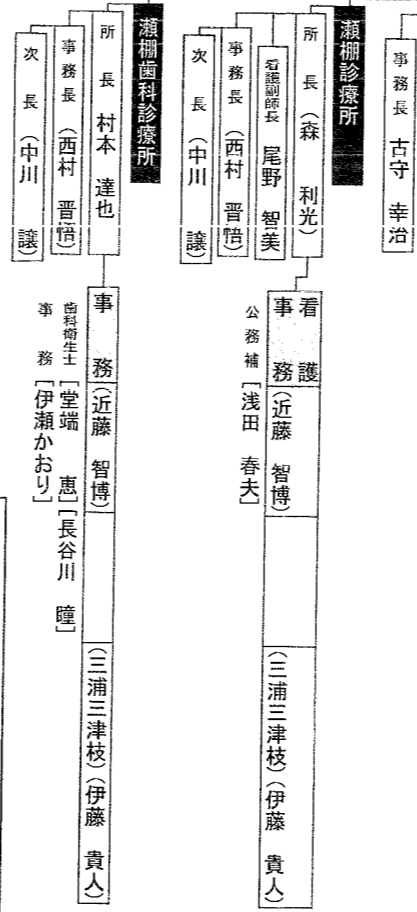 事務長 古守 幸治
瀬棚診療所
所長 (森 利光)
看護副師長 尾野 智美
事務長 (西村 晋悟)
次長 (中川 譲)
看護
事務 (近藤 智博) (三浦三津枝)(伊藤 貴人)
公務補 [浅田 春夫]
瀬棚歯科診療所
所長 村本 達也
事務長 (西村 晋悟)
次長 (中川 譲)
事務 (近藤 智博) (三浦三津枝)(伊藤 貴人)
歯科衛生士 [堂端 恵][長谷川 瞳]
事務 [伊瀬かおり]